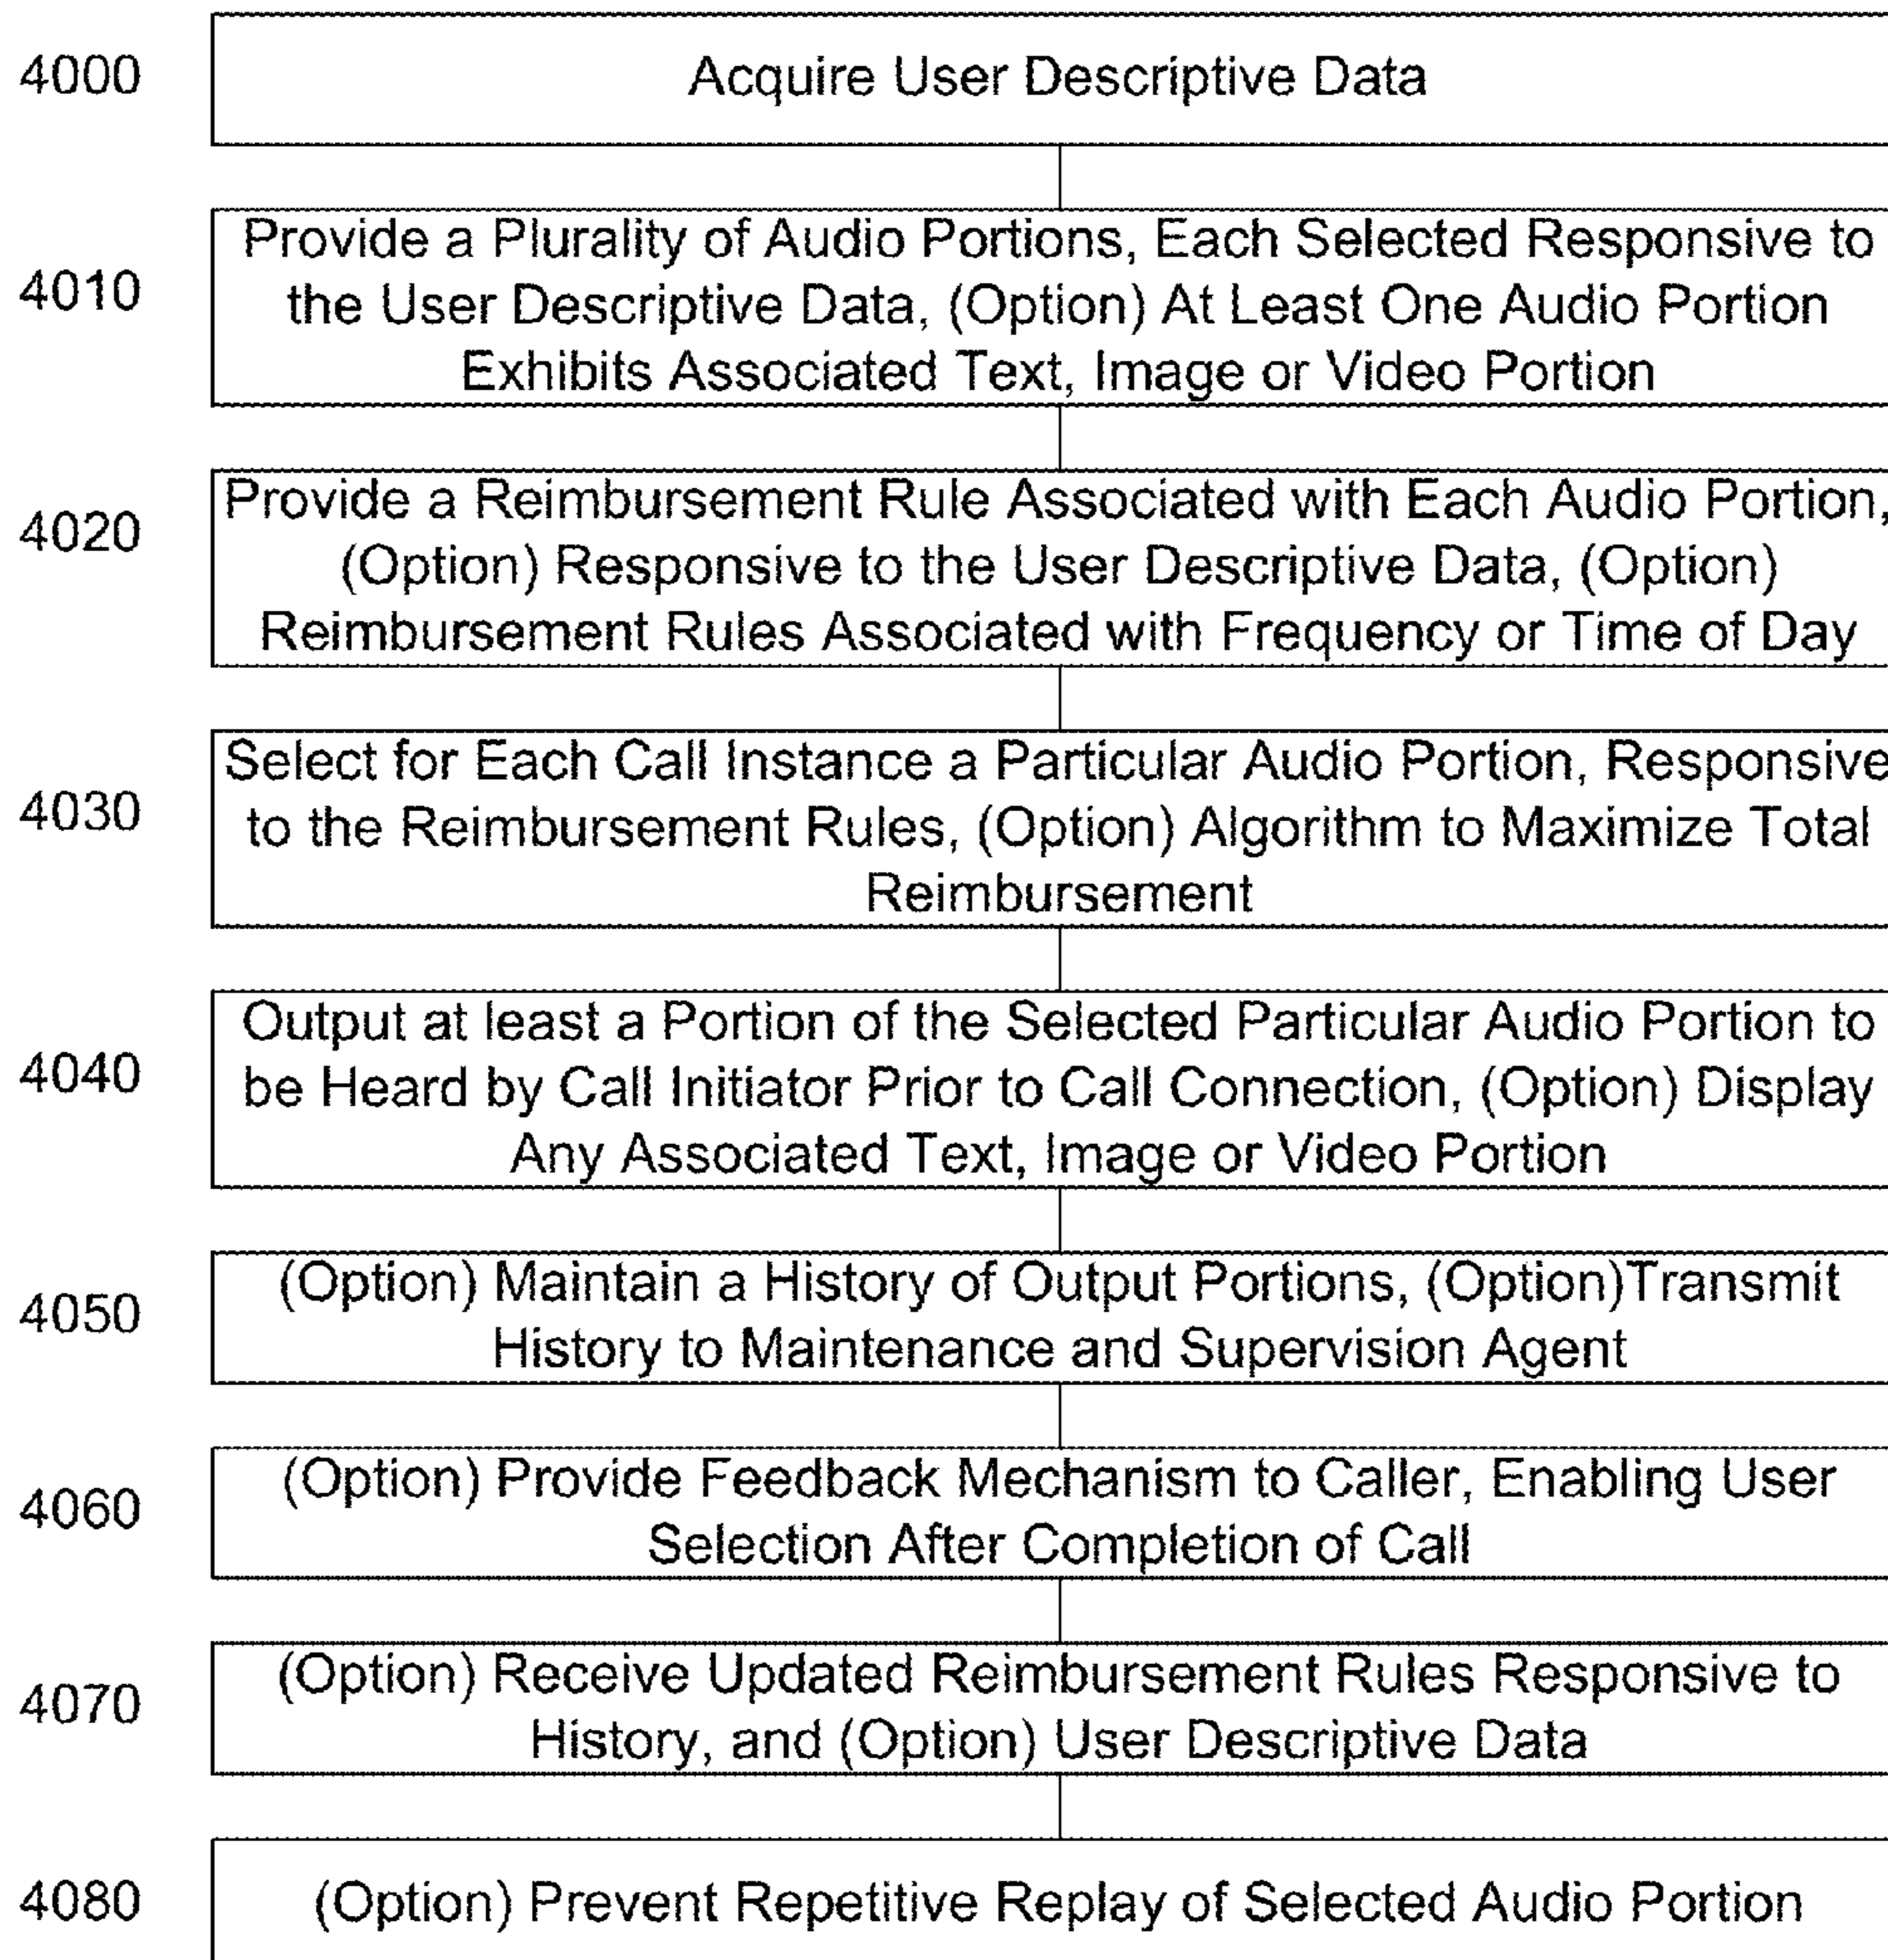 4000
Acquire User Descriptive Data
4010
Provide a Plurality of Audio Portions, Each Selected Responsive to
the User Descriptive Data, (Option) At Least One Audio Portion
Exhibits Associated Text, Image or Video Portion
4020
Provide a Reimbursement Rule Associated with Each Audio Portion,
(Option) Responsive to the User Descriptive Data, (Option)
Reimbursement Rules Associated with Frequency or Time of Day
4030
Select for Each Call Instance a Particular Audio Portion, Responsive
to the Reimbursement Rules, (Option) Algorithm to Maximize Total
Reimbursement
4040
Output at least a Portion of the Selected Particular Audio Portion to
be Heard by Call Initiator Prior to Call Connection, (Option) Display
Any Associated Text, Image or Video Portion
4050
(Option) Maintain a History of Output Portions, (Option)Transmit
History to Maintenance and Supervision Agent
4060
(Option) Provide Feedback Mechanism to Caller, Enabling User
Selection After Completion of Call
4070
(Option) Receive Updated Reimbursement Rules Responsive to
History, and (Option) User Descriptive Data
4080
(Option) Prevent Repetitive Replay of Selected Audio Portion